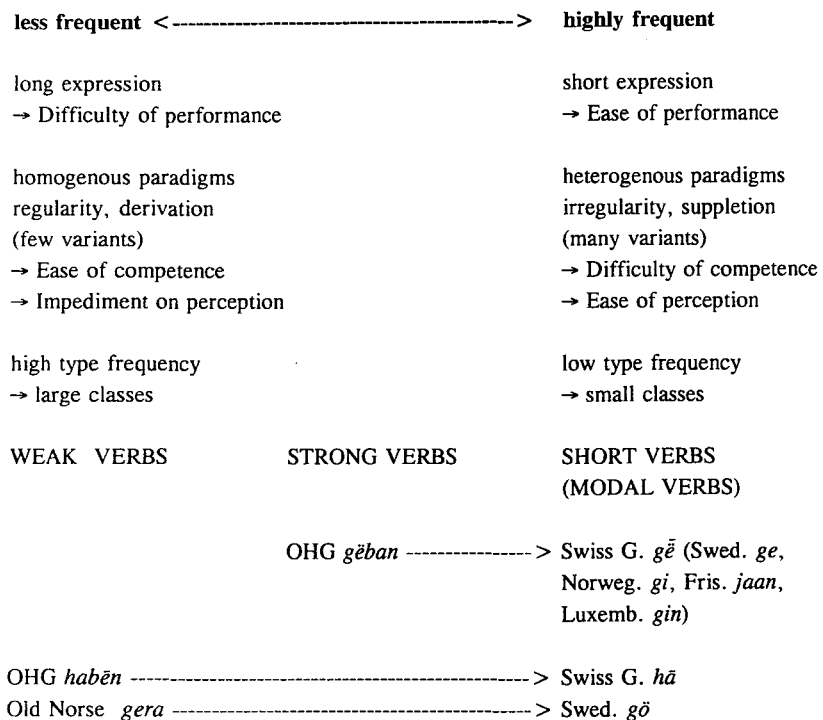 less frequent <-----------------------------------------> highly frequent
long expression short expression
→ Difficulty of performance → Ease of performance
homogenous paradigms heterogenous paradigms
regularity, derivation irregularity, suppletion
(few variants) (many variants)
→ Ease of competence → Difficulty of competence
→ Impediment on perception → Ease of perception
high type frequency low type frequency
→ large classes → small classes
WEAK VERBS STRONG VERBS SHORT VERBS
(MODAL VERBS)
OHG gëban ----------------> Swiss G. gë̄ (Swed. ge,
Norweg. gi, Fris. jaan,
Luxemb. gin)
OHG habēn --------------------------------------------------> Swiss G. hā
Old Norse gera ---------------------------------------------> Swed. gö